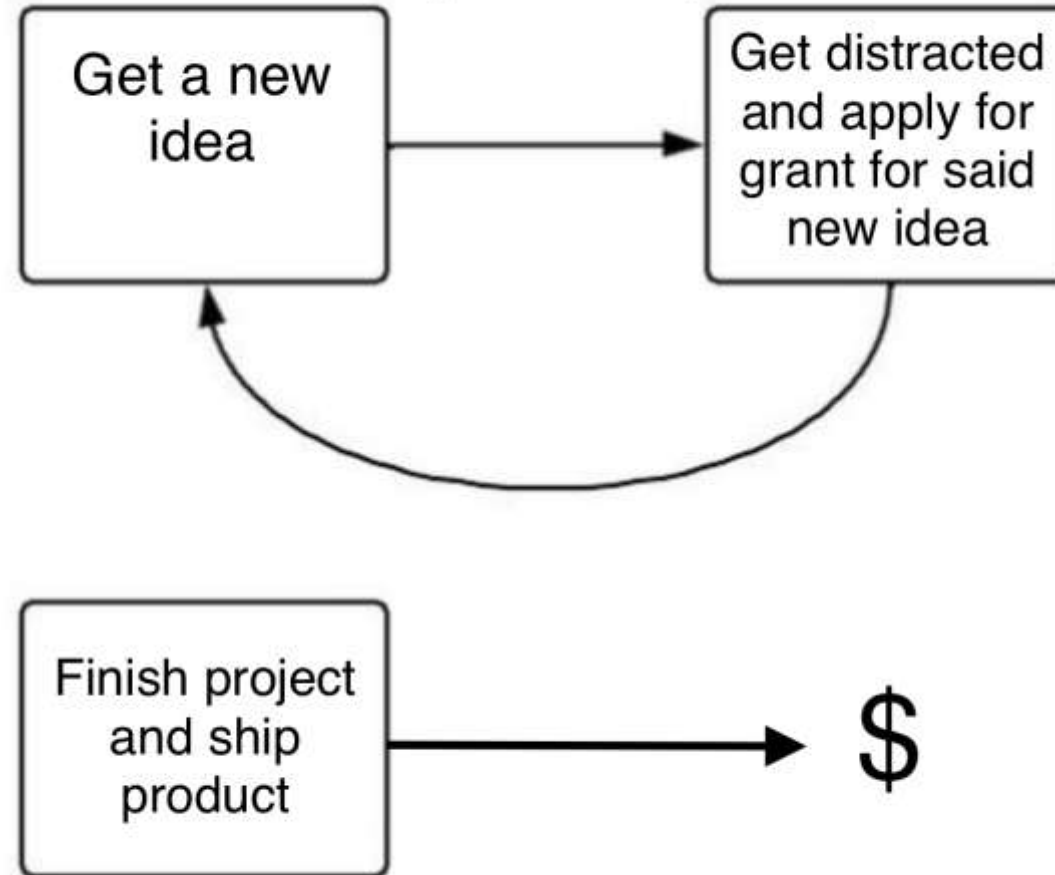 Get a new
idea
Get distracted
and apply for
grant for said
new idea
Finish project
and ship
product
$